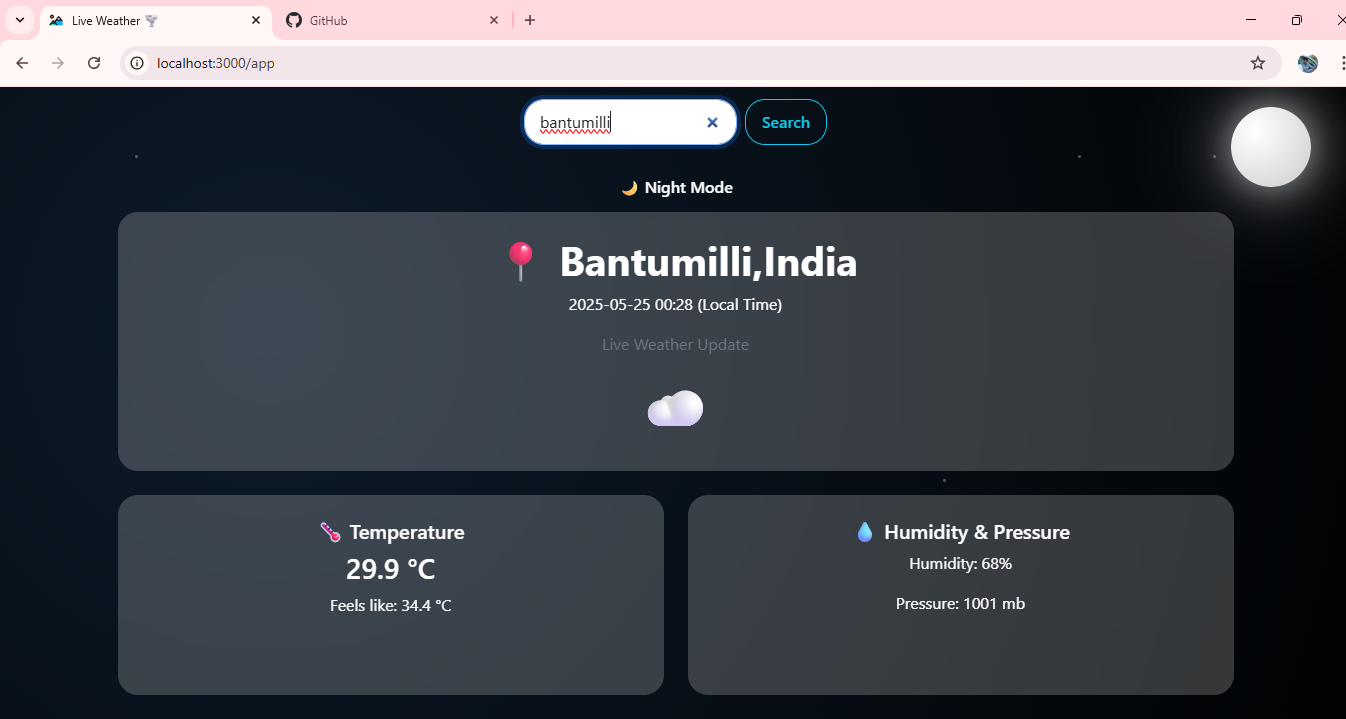 Live Weather 🌪️
GitHub
localhost:3000/app
bantumilli
Search
🌙 Night Mode
📍 Bantumilli,India
2025-05-25 00:28 (Local Time)
Live Weather Update
🌡️ Temperature
29.9 °C
Feels like: 34.4 °C
💧 Humidity & Pressure
Humidity: 68%
Pressure: 1001 mb